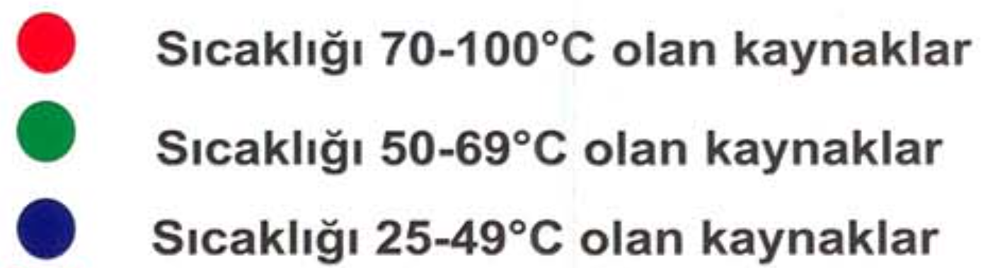 Sıcaklığı 70-100°C olan kaynaklar
Sıcaklığı 50-69°C olan kaynaklar
Sıcaklığı 25-49°C olan kaynaklar